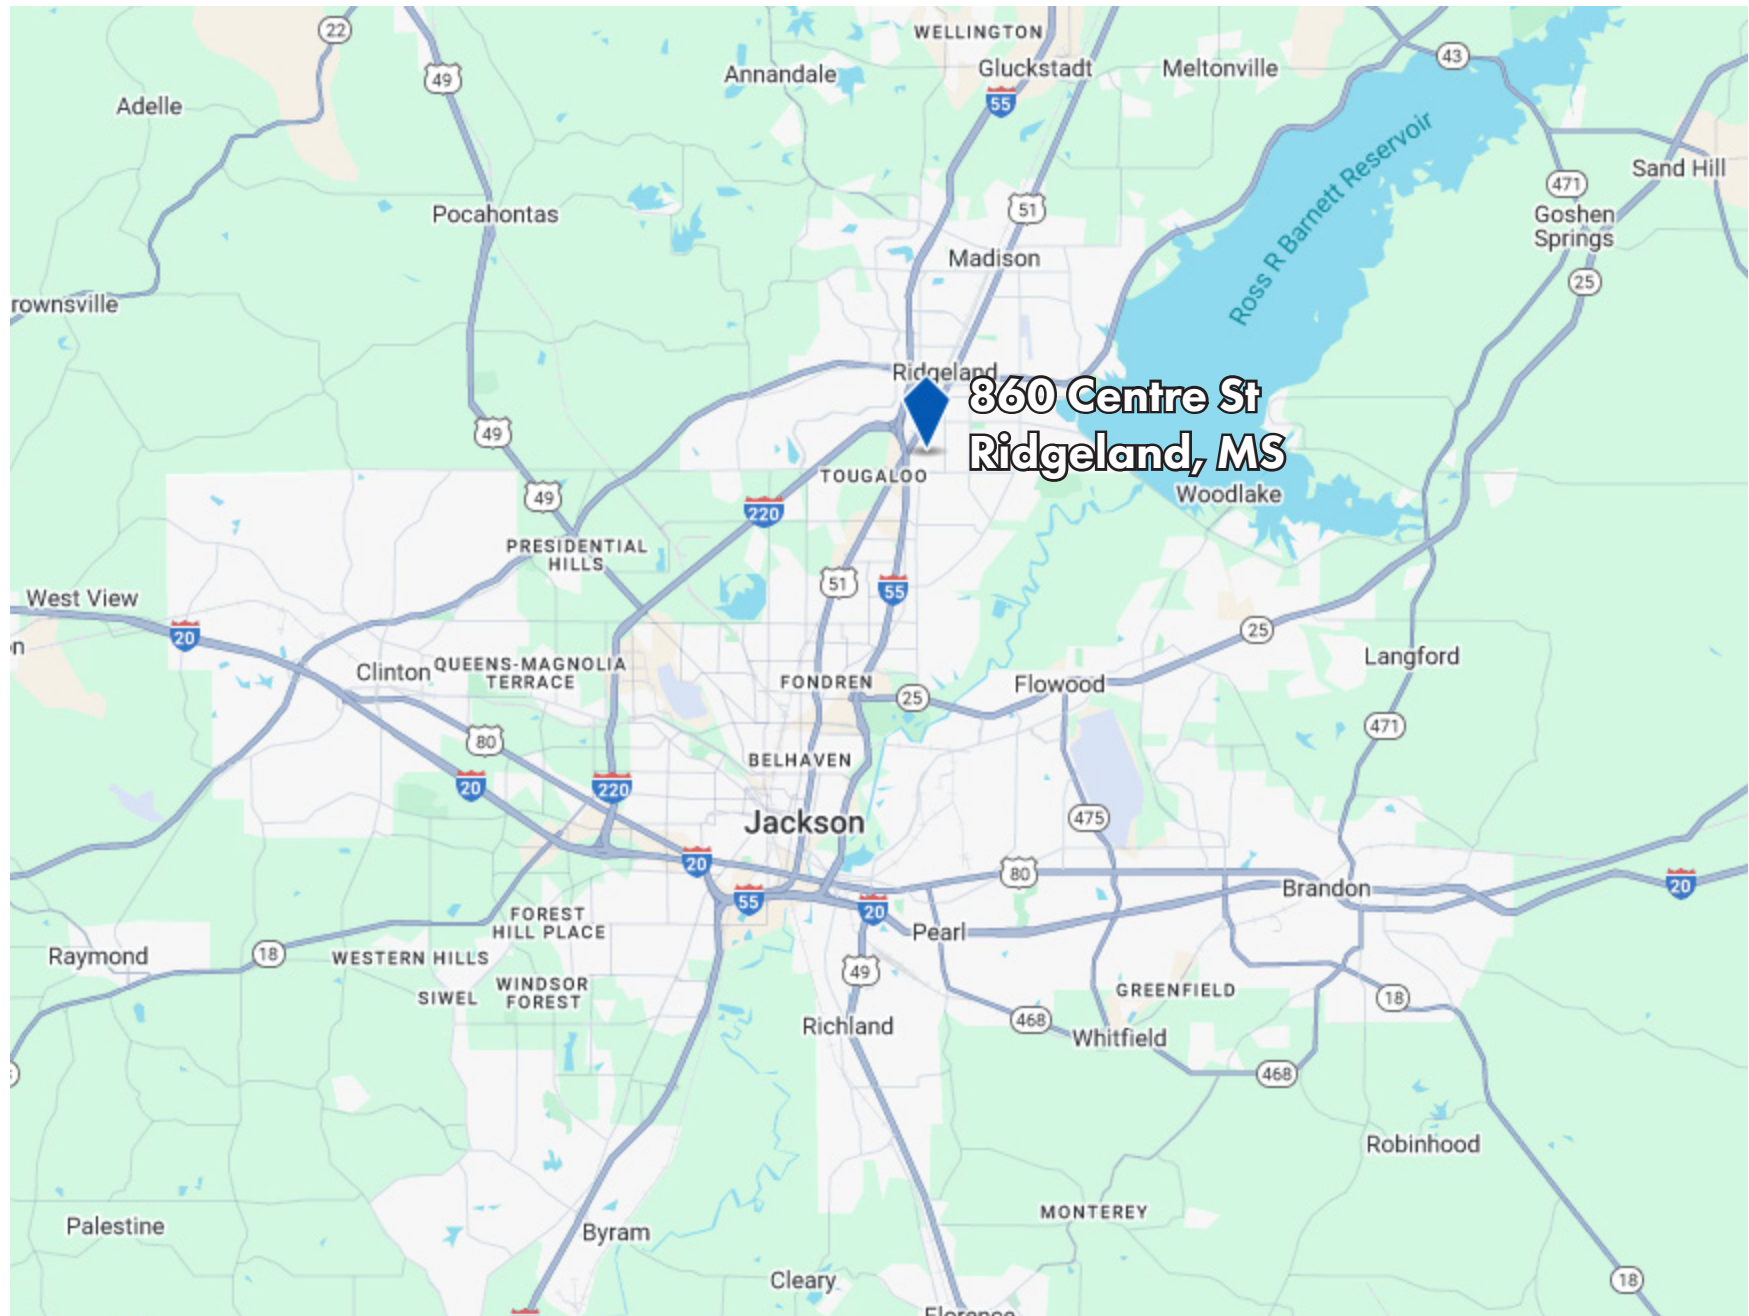 WELLINGTON
22
Gluckstadt
Meltonville
43
Annandale
49
55
Adelle
Ross R Barnett Reservoir
Sand Hill
471
51
Pocahontas
Goshen
Springs
Madison
25
rownsville
Ridgeland
860 Centre St
Ridgeland, MS
49
TOUGALOO
49
Woodlake
220
PRESIDENTIAL
HILLS
51
55
West View
25
20
n
Langford
QUEENS-MAGNOLIA
TERRACE
Clinton
FONDREN
Flowood
25
471
80
BELHAVEN
20
220
475
Jackson
20
80
20
Brandon
55
20
FOREST
HILL PLACE
Pearl
18
Raymond
WESTERN HILLS
49
WINDSOR
FOREST
SIWEL
GREENFIELD
18
468
Richland
Whitfield
468
Robinhood
MONTEREY
Palestine
Byram
Cleary
18
Florence